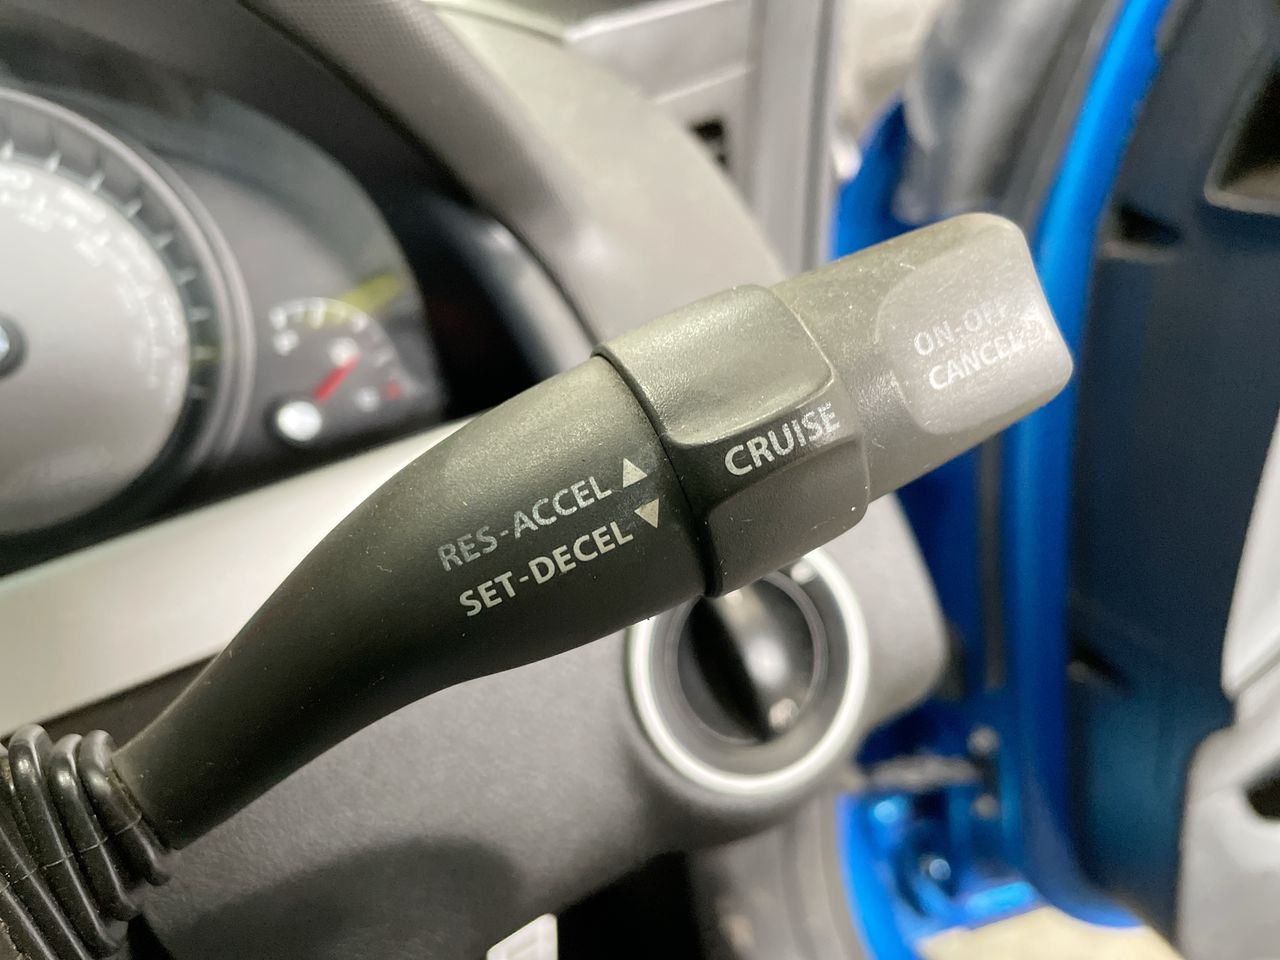 ON-OFF
CANCEL
CRUISE
RES-ACCEL ▲
SET-DECEL ▼